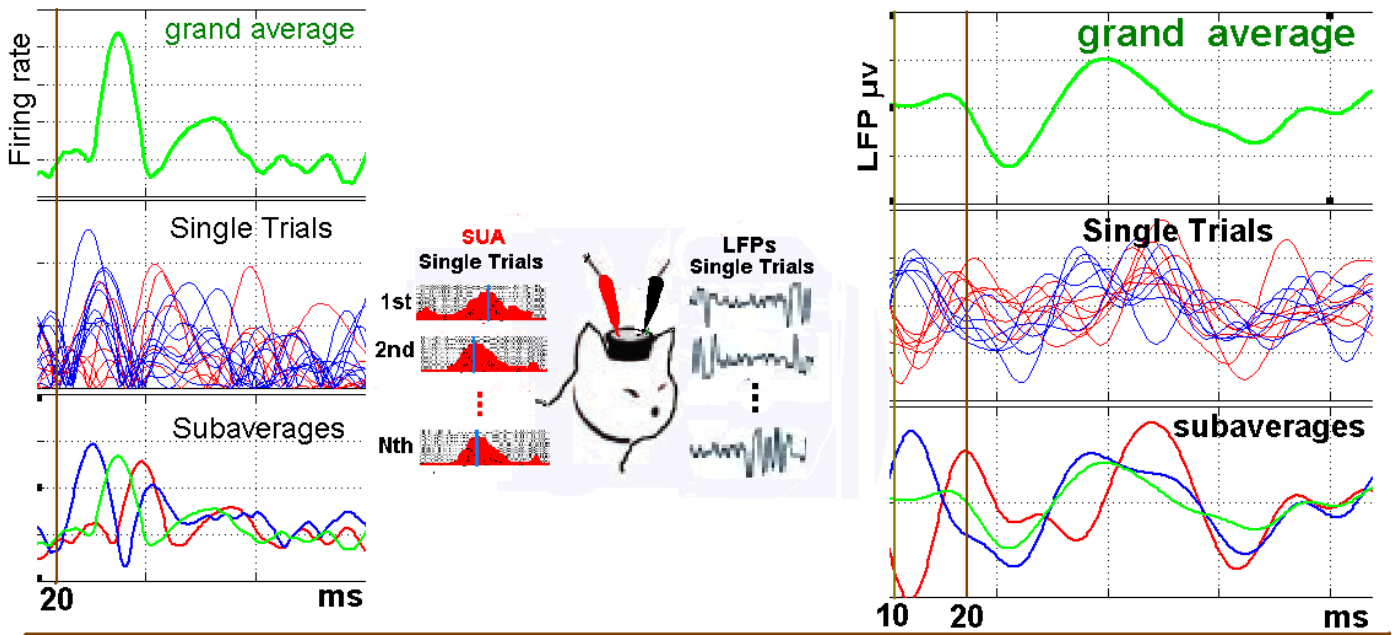 grand average
Firing rate
Single Trials
Subaverages
20
ms
SUA
Single Trials
1st
2nd
Nth
LFPs
Single Trials
grand average
LFP µv
Single Trials
subaverages
10
20
ms